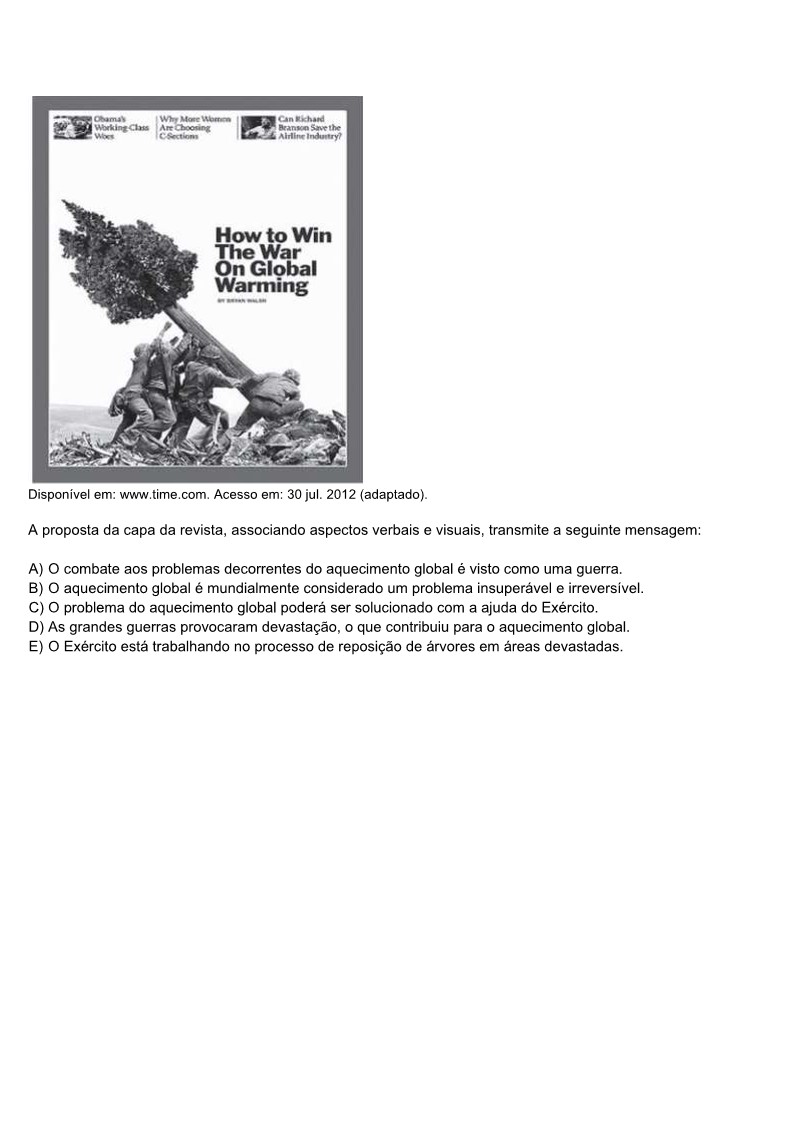 Obama's
Working-Class
Woes
Why More Women
Are Choosing
C-Sections
Can Richard
Branson Save the
Airline Industry?
How to Win
The War
On Global
Warming
BY BRYAN WALSH
Disponível em: www.time.com. Acesso em: 30 jul. 2012 (adaptado).
A proposta da capa da revista, associando aspectos verbais e visuais, transmite a seguinte mensagem:
A) O combate aos problemas decorrentes do aquecimento global é visto como uma guerra.
B) O aquecimento global é mundialmente considerado um problema insuperável e irreversível.
C) O problema do aquecimento global poderá ser solucionado com a ajuda do Exército.
D) As grandes guerras provocaram devastação, o que contribuiu para o aquecimento global.
E) O Exército está trabalhando no processo de reposição de árvores em áreas devastadas.